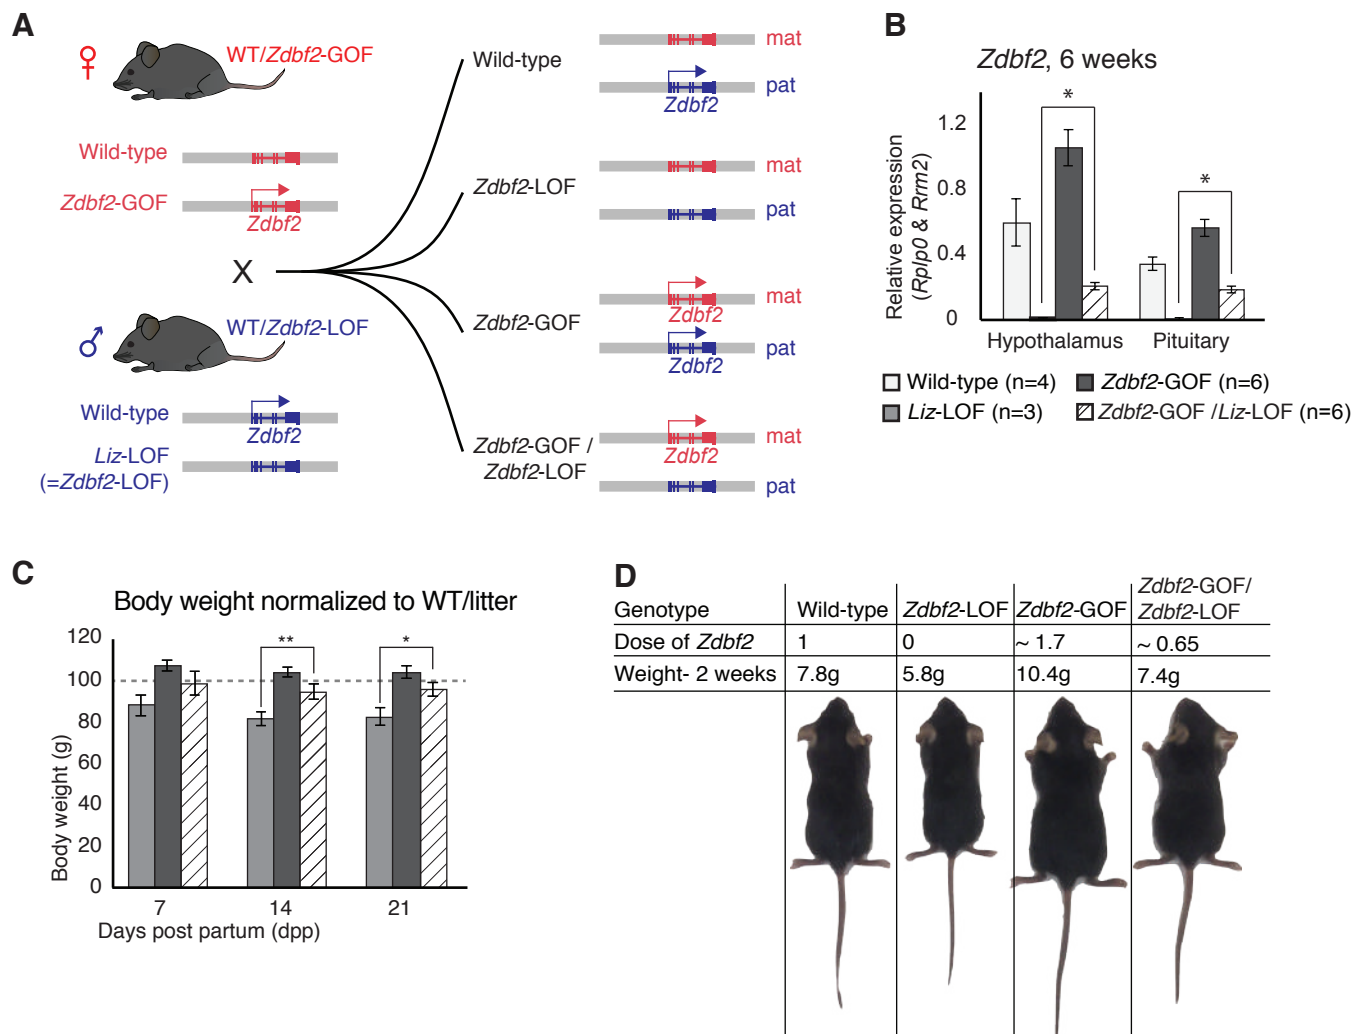 A
♀
WT/Zdbf2-GOF
Wild-type
Zdbf2-GOF
Zdbf2
X
♂
WT/Zdbf2-LOF
Wild-type
Zdbf2
Liz-LOF
(=Zdbf2-LOF)
Wild-type
mat
pat
Zdbf2
Zdbf2-LOF
mat
pat
Zdbf2-GOF
mat
Zdbf2
pat
Zdbf2
Zdbf2-GOF /
Zdbf2-LOF
mat
Zdbf2
pat
B
Zdbf2, 6 weeks
Relative expression
(Rplp0 & Rrm2)
1.2
0.8
0.4
0
*
*
Hypothalamus
Pituitary
Wild-type (n=4)
Zdbf2-GOF (n=6)
Liz-LOF (n=3)
Zdbf2-GOF /Liz-LOF (n=6)
C
Body weight normalized to WT/litter
Body weight (g)
120
100
80
60
40
20
0
**
*
7
14
21
Days post partum (dpp)
D
Genotype
Wild-type
Zdbf2-LOF
Zdbf2-GOF
Zdbf2-GOF/
Zdbf2-LOF
Dose of Zdbf2
1
0
~ 1.7
~ 0.65
Weight- 2 weeks
7.8g
5.8g
10.4g
7.4g